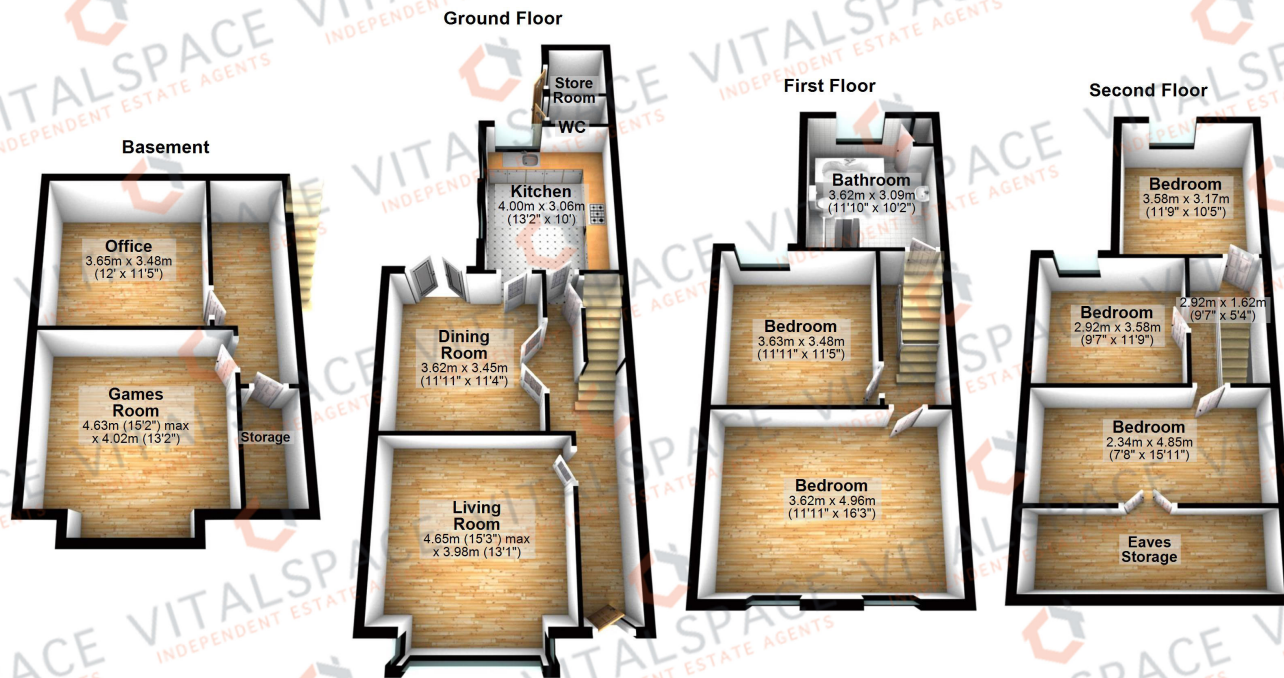 Ground Floor
First Floor
Second Floor
Basement
Store
Room
WC
Kitchen
4.00m x 3.06m
(13'2" x 10')
Bathroom
3.62m x 3.09m
(11'10" x 10'2")
Bedroom
3.58m x 3.17m
(11'9" x 10'5")
Office
3.65m x 3.48m
(12' x 11'5")
Games
Room
4.63m (15'2") max
x 4.02m (13'2")
Storage
Dining
Room
3.62m x 3.45m
(11'11" x 11'4")
Living
Room
4.65m (15'3") max
x 3.98m (13'1")
Bedroom
3.63m x 3.48m
(11'11" x 11'5")
Bedroom
3.62m x 4.96m
(11'11" x 16'3")
2.92m x 1.62m
(9'7" x 5'4")
Bedroom
2.92m x 3.58m
(9'7" x 11'9")
Bedroom
2.34m x 4.85m
(7'8" x 15'11")
Eaves
Storage
VITALSPACE
INDEPENDENT ESTATE AGENTS